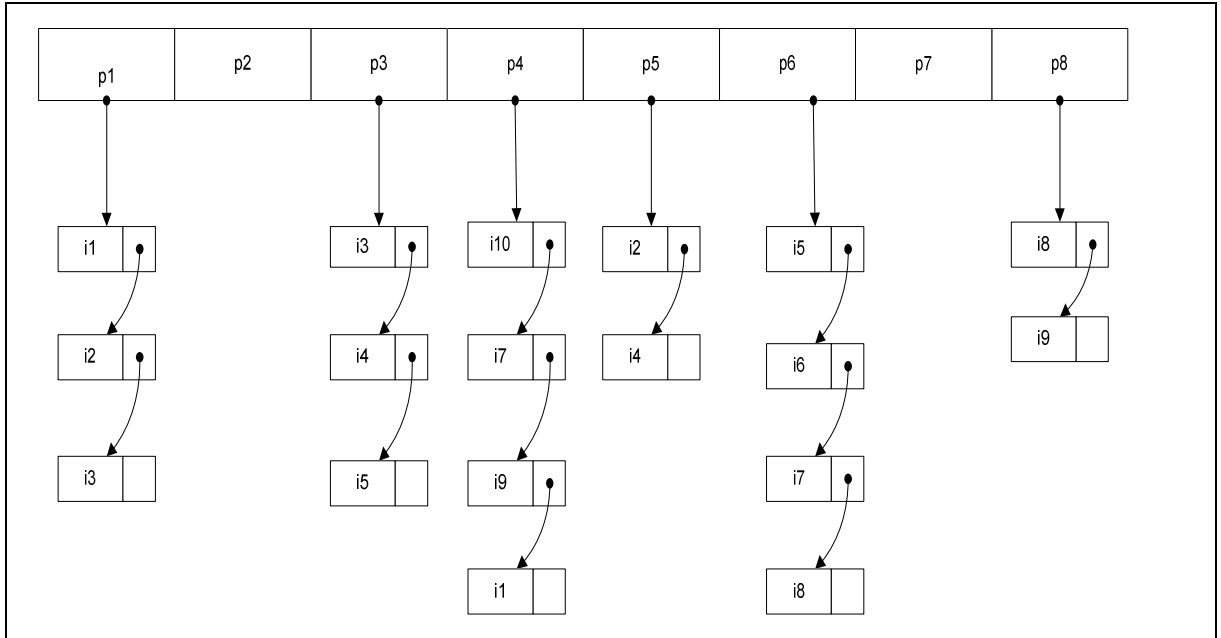 p1 p2 p3 p4 p5 p6 p7 p8
i1 i3 i10 i2 i5 i8
i2 i4 i7 i4 i6 i9
i3 i5 i9 i7
i1 i8